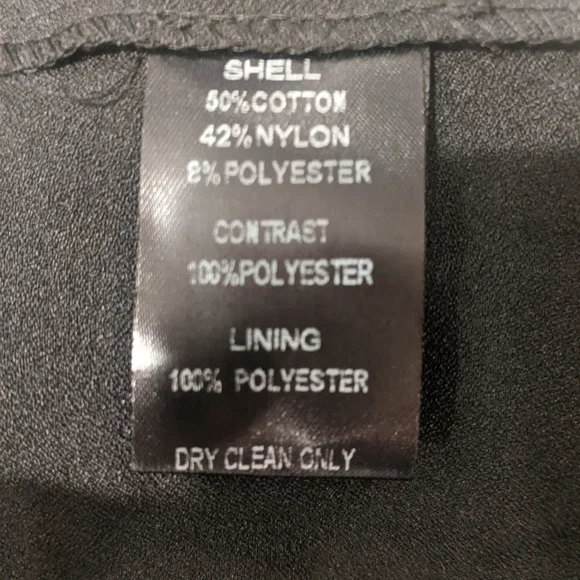 SHELL
50%COTTON
42%NYLON
8%POLYESTER
CONTRAST
100%POLYESTER
LINING
100% POLYESTER
DRY CLEAN ONLY